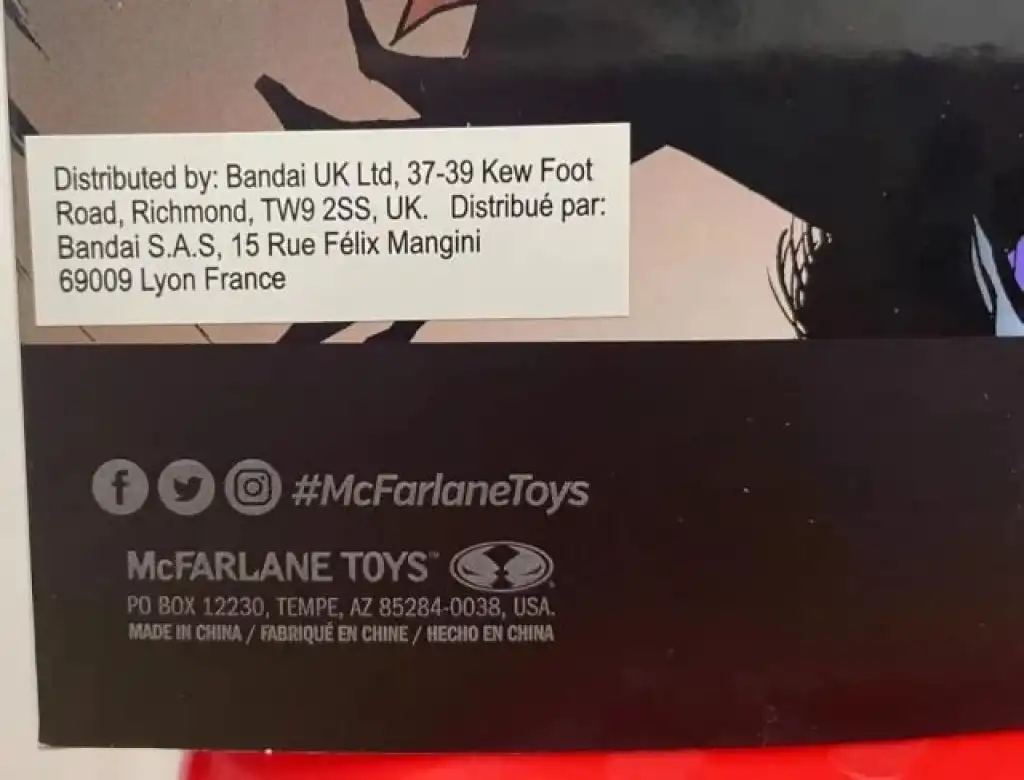 Distributed by: Bandai UK Ltd, 37-39 Kew Foot
Road, Richmond, TW9 2SS, UK. Distribué par:
Bandai S.A.S, 15 Rue Félix Mangini
69009 Lyon France
#McFarlaneToys
McFARLANE TOYS™
PO BOX 12230, TEMPE, AZ 85284-0038, USA.
MADE IN CHINA / FABRIQUÉ EN CHINE / HECHO EN CHINA